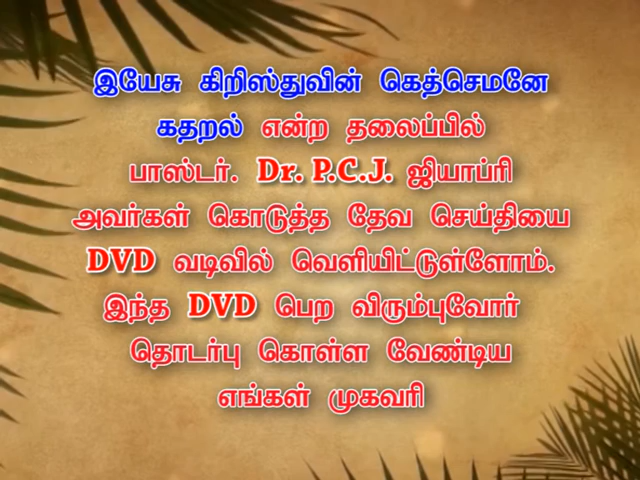 இயேசு கிறிஸ்துவின் கெத்செமனே
கதறல் என்ற தலைப்பில்
பாஸ்டர். Dr. P.C.J. ஜியாப்ரி
அவர்கள் கொடுத்த தேவ செய்தியை
DVD வடிவில் வெளியிட்டுள்ளோம்.
இந்த DVD பெற விரும்புவோர்
தொடர்பு கொள்ள வேண்டிய
எங்கள் முகவரி